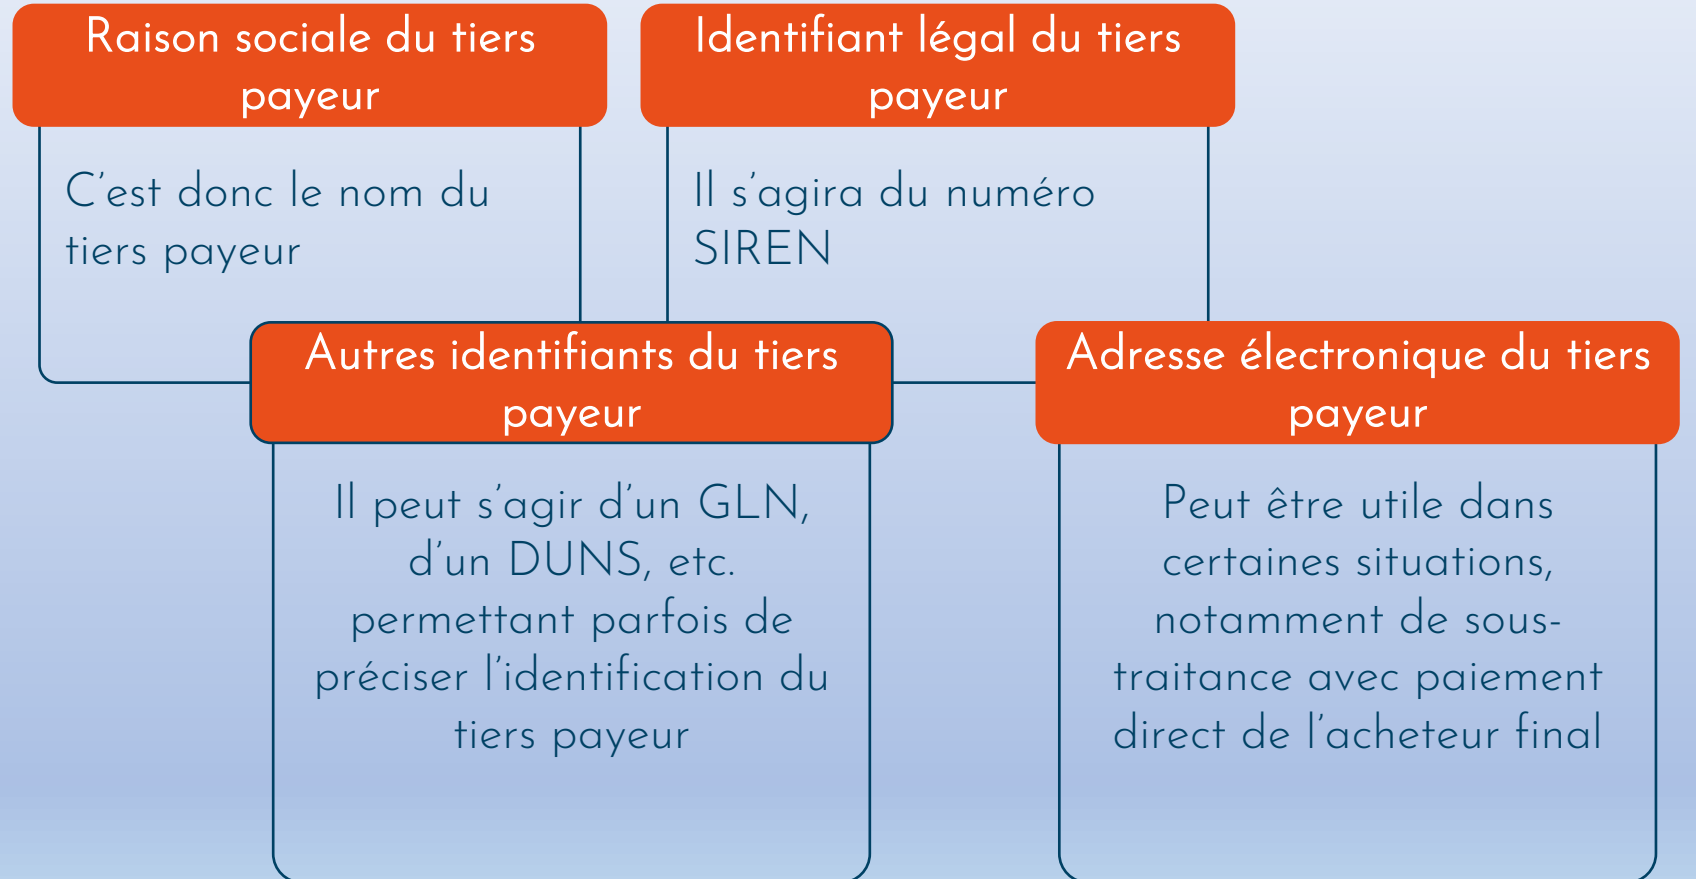 Raison sociale du tiers
payeur
C’est donc le nom du
tiers payeur
Identifiant légal du tiers
payeur
Il s’agira du numéro
SIREN
Autres identifiants du tiers
payeur
Il peut s’agir d’un GLN,
d’un DUNS, etc.
permettant parfois de
préciser l’identification du
tiers payeur
Adresse électronique du tiers
payeur
Peut être utile dans
certaines situations,
notamment de sous-
traitance avec paiement
direct de l’acheteur final